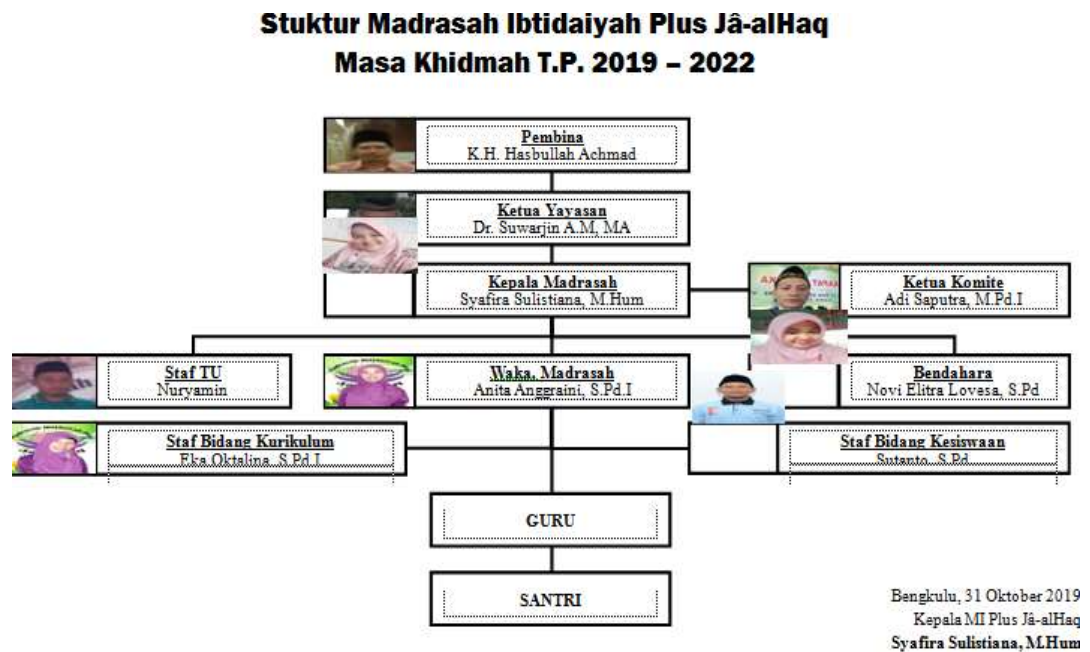 Stuktur Madrasah Ibtidaiyah Plus Jâ-alHaq
Masa Khidmah T.P. 2019 – 2022
Pembina
K.H. Hasbullah Achmad
Ketua Yayasan
Dr. Suwarjin A.M, MA
Kepala Madrasah
Syafira Sulistiana, M.Hum
Ketua Komite
Adi Saputra, M.Pd.I
Staf TU
Nuryamin
Waka. Madrasah
Anita Anggraini, S.Pd.I
Bendahara
Novi Elitra Lovesa, S.Pd
Staf Bidang Kurikulum
Eka Oktalina, S.Pd.I
Staf Bidang Kesiswaan
Sutanto, S.Pd
GURU
SANTRI
Bengkulu, 31 Oktober 2019
Kepala MI Plus Jâ-alHaq
Syafira Sulistiana, M.Hum